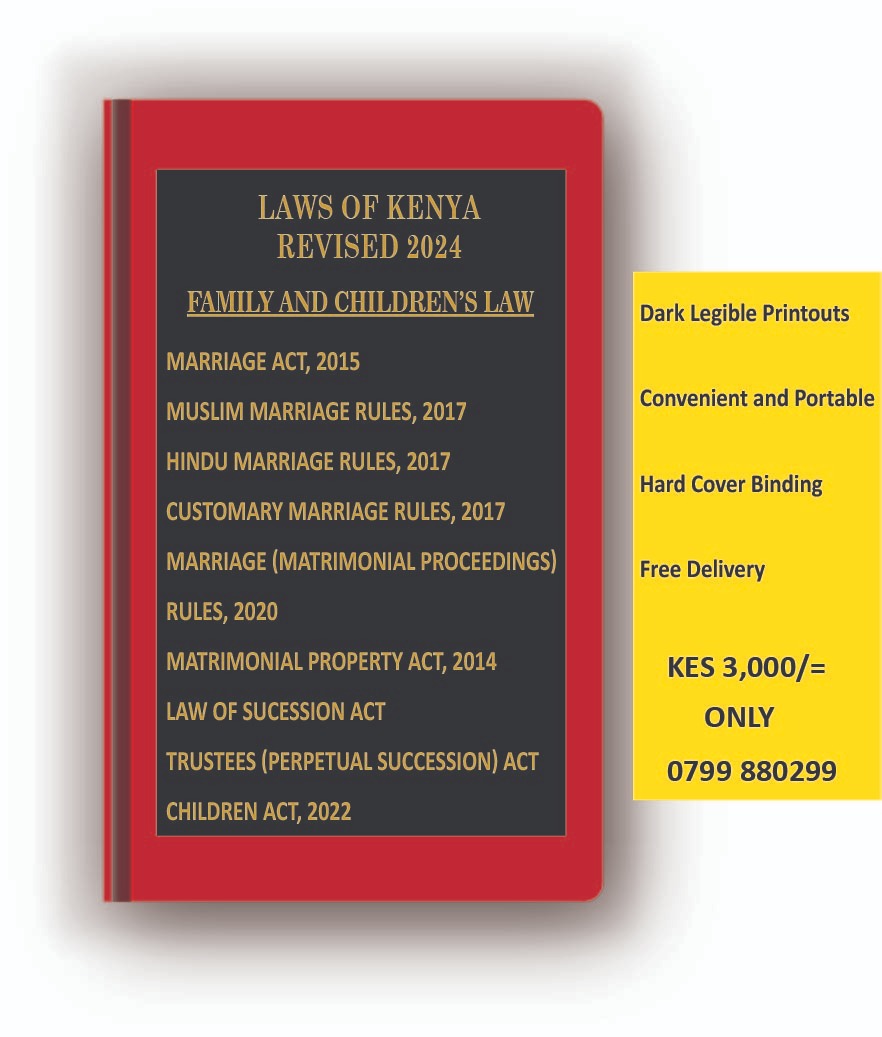 LAWS OF KENYA
REVISED 2024
FAMILY AND CHILDREN'S LAW
MARRIAGE ACT, 2015
MUSLIM MARRIAGE RULES, 2017
HINDU MARRIAGE RULES, 2017
CUSTOMARY MARRIAGE RULES, 2017
MARRIAGE (MATRIMONIAL PROCEEDINGS)
RULES, 2020
MATRIMONIAL PROPERTY ACT, 2014
LAW OF SUCESSION ACT
TRUSTEES (PERPETUAL SUCCESSION) ACT
CHILDREN ACT, 2022
Dark Legible Printouts
Convenient and Portable
Hard Cover Binding
Free Delivery
KES 3,000/=
ONLY
0799 880299